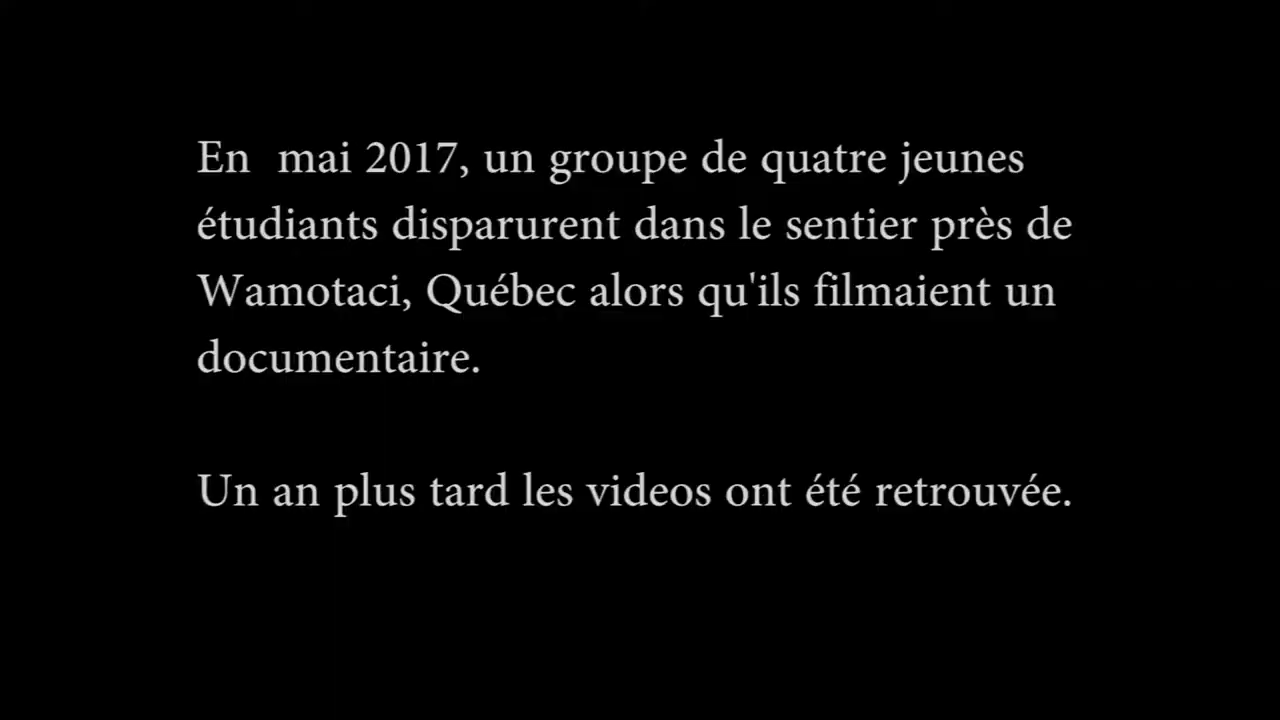 En  mai 2017, un groupe de quatre jeunes
étudiants disparurent dans le sentier près de
Wamotaci, Québec alors qu'ils filmaient un
documentaire.
Un an plus tard les videos ont été retrouvée.